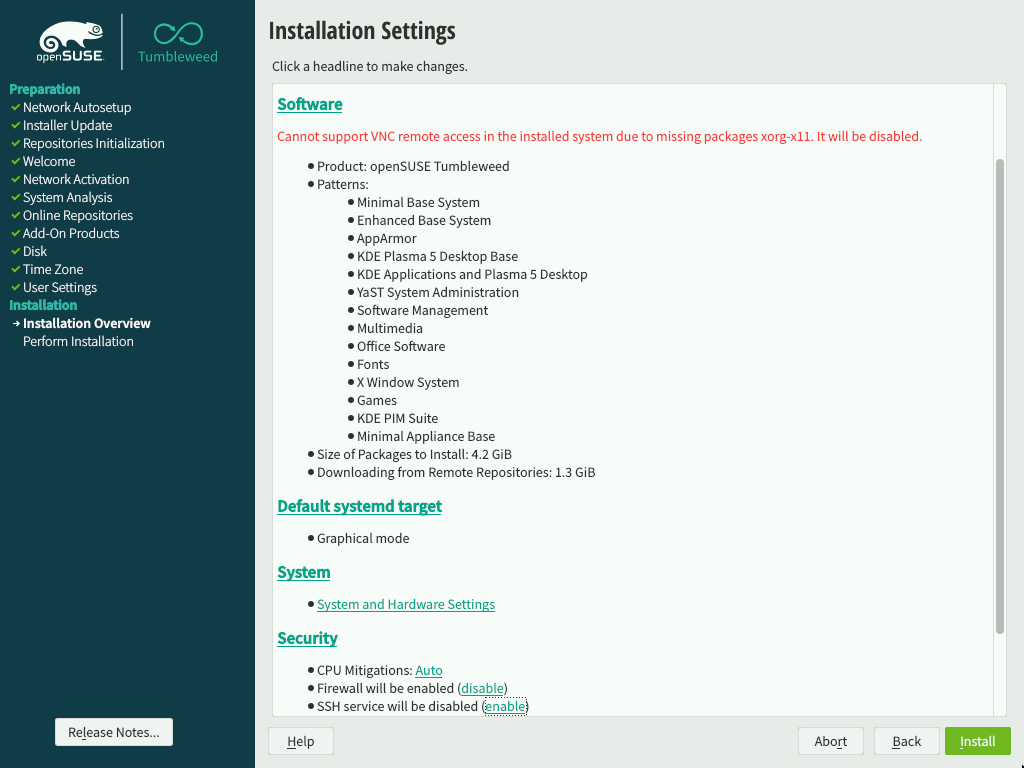 openSUSE
Tumbleweed
Preparation
Network Autosetup
Installer Update
Repositories Initialization
Welcome
Network Activation
System Analysis
Online Repositories
Add-On Products
Disk
Time Zone
User Settings
Installation
Installation Overview
Perform Installation
Release Notes...
Installation Settings
Click a headline to make changes.
Software
Cannot support VNC remote access in the installed system due to missing packages xorg-x11. It will be disabled.
Product: openSUSE Tumbleweed
Patterns:
Minimal Base System
Enhanced Base System
AppArmor
KDE Plasma 5 Desktop Base
KDE Applications and Plasma 5 Desktop
YaST System Administration
Software Management
Multimedia
Office Software
Fonts
X Window System
Games
KDE PIM Suite
Minimal Appliance Base
Size of Packages to Install: 4.2 GiB
Downloading from Remote Repositories: 1.3 GiB
Default systemd target
Graphical mode
System
System and Hardware Settings
Security
CPU Mitigations: Auto
Firewall will be enabled (disable)
SSH service will be disabled (enable)
Help
Abort
Back
Install